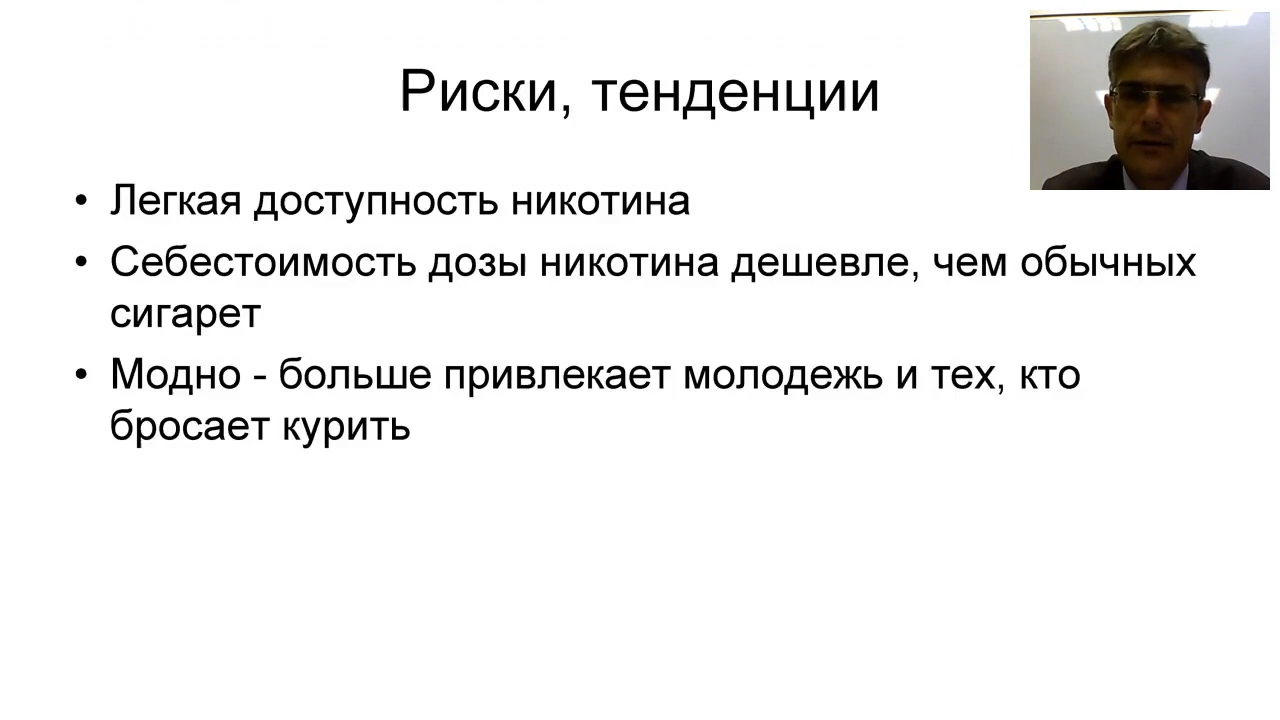 Риски, тенденции
• Легкая доступность никотина
• Себестоимость дозы никотина дешевле, чем обычных
сигарет
• Модно - больше привлекает молодежь и тех, кто
бросает курить